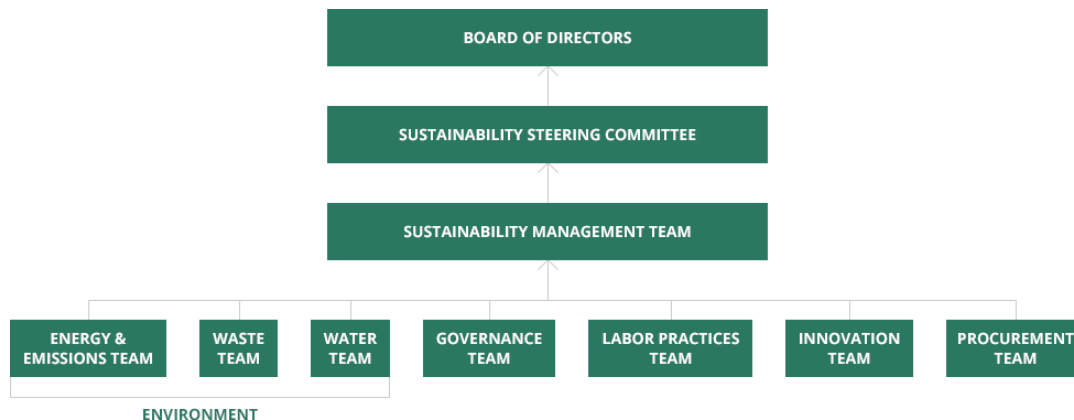 BOARD OF DIRECTORS
SUSTAINABILITY STEERING COMMITTEE
SUSTAINABILITY MANAGEMENT TEAM
ENERGY &
EMISSIONS TEAM
WASTE
TEAM
WATER
TEAM
GOVERNANCE
TEAM
LABOR PRACTICES
TEAM
INNOVATION
TEAM
PROCUREMENT
TEAM
ENVIRONMENT